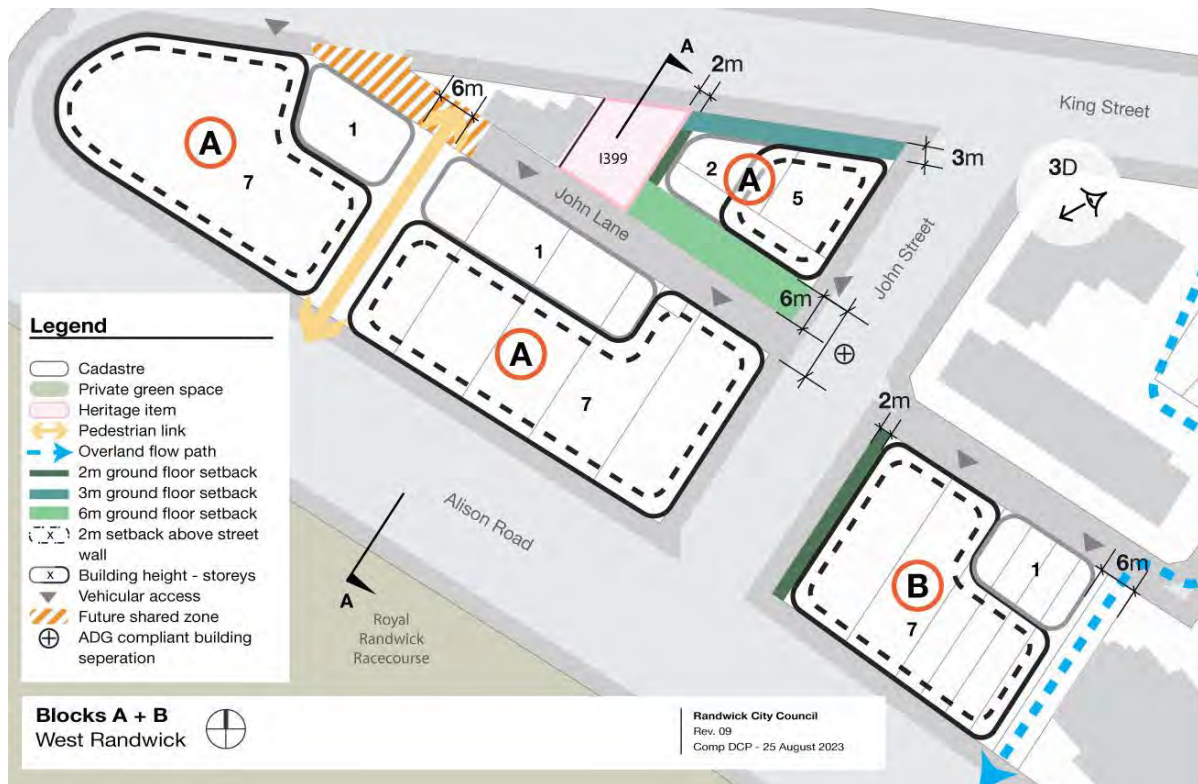 A
2m
King Street
6m
1
A
7
I399
2
A
5
3m
3D
John Lane
John Street
1
6m
A
7
2m
Alison Road
1
6m
B
7
A
Royal
Randwick
Racecourse
Legend
Cadastre
Private green space
Heritage item
Pedestrian link
Overland flow path
2m ground floor setback
3m ground floor setback
6m ground floor setback
x 2m setback above street
wall
x Building height - storeys
Vehicular access
Future shared zone
ADG compliant building
seperation
Blocks A + B
West Randwick
Randwick City Council
Rev. 09
Comp DCP - 25 August 2023